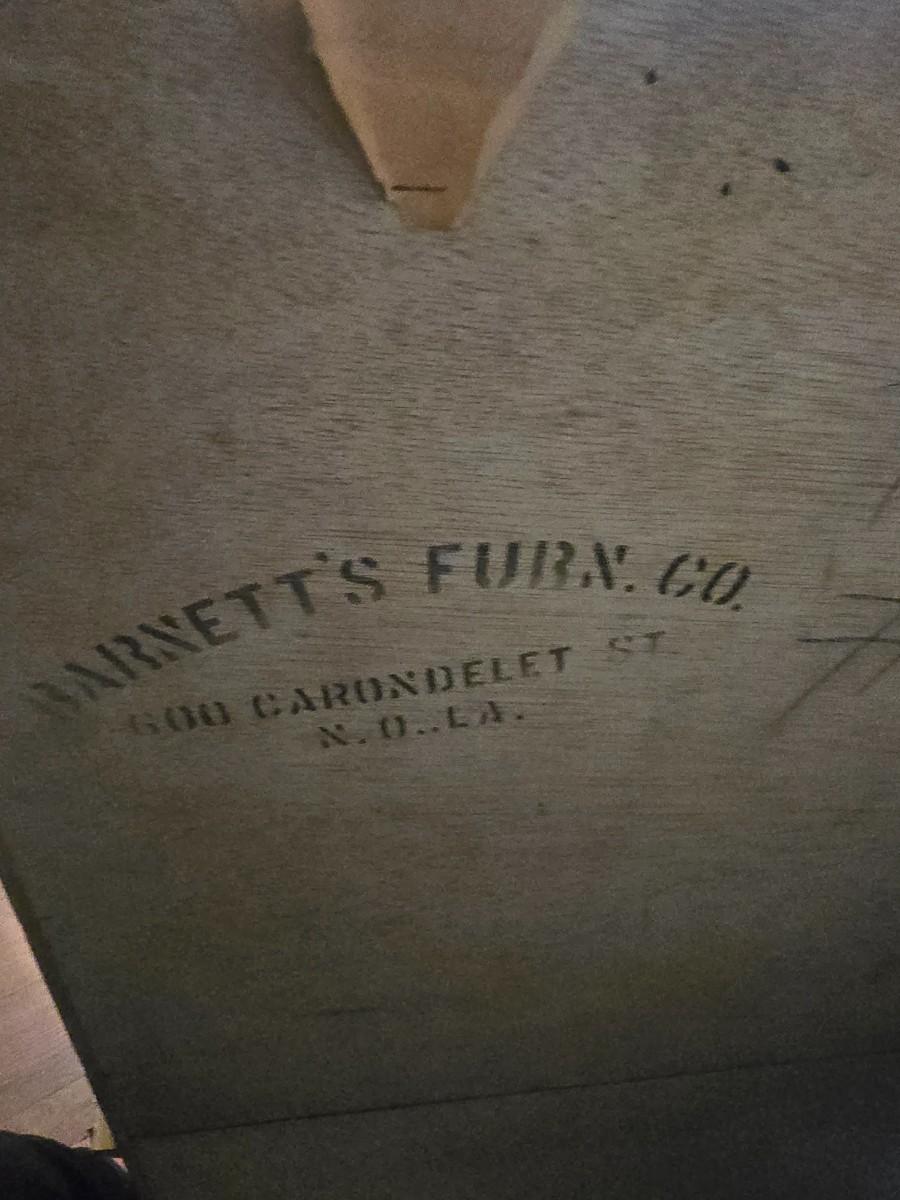 BARNETT'S FURN. CO.
600 CARONDELET ST
N.O., LA.